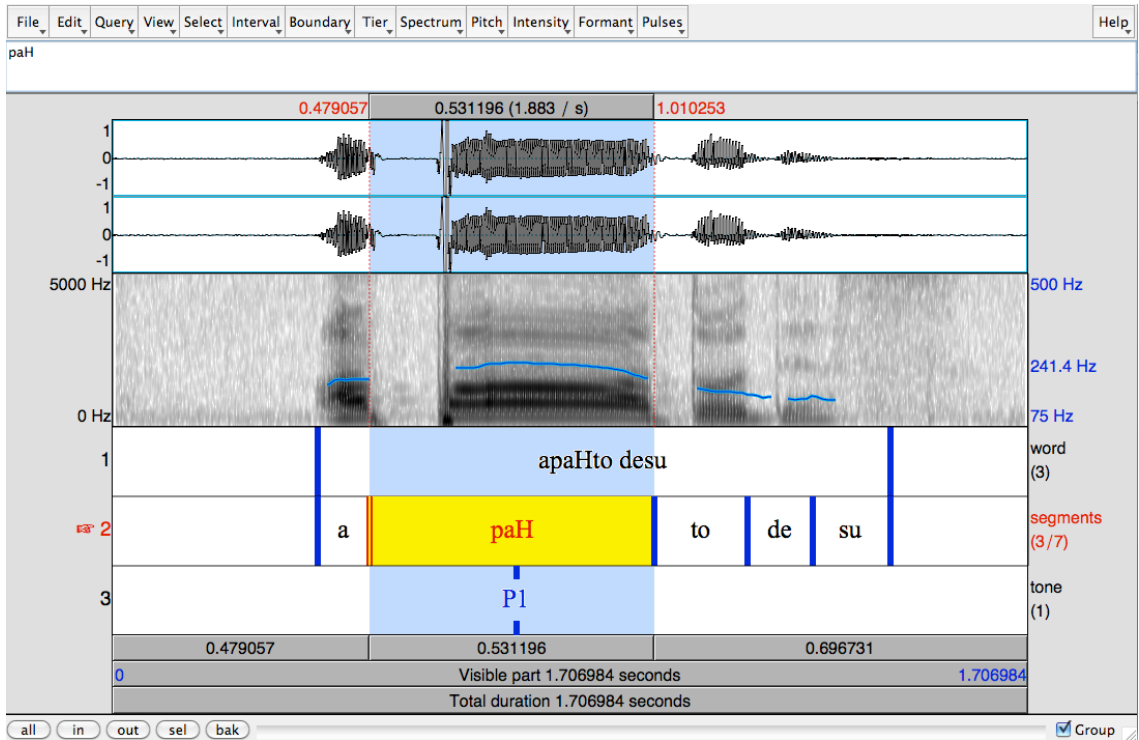 File Edit Query View Select Interval Boundary Tier Spectrum Pitch Intensity Formant Pulses Help
paH
0.479057 0.531196 (1.883 / s) 1.010253
1
0
-1
1
0
-1
5000 Hz 500 Hz
241.4 Hz
0 Hz 75 Hz
1 apaHto desu word
(3)
2 a paH to de su segments
(3/7)
3 P1 tone
(1)
0.479057 0.531196 0.696731
0 Visible part 1.706984 seconds 1.706984
Total duration 1.706984 seconds
all in out sel bak Group